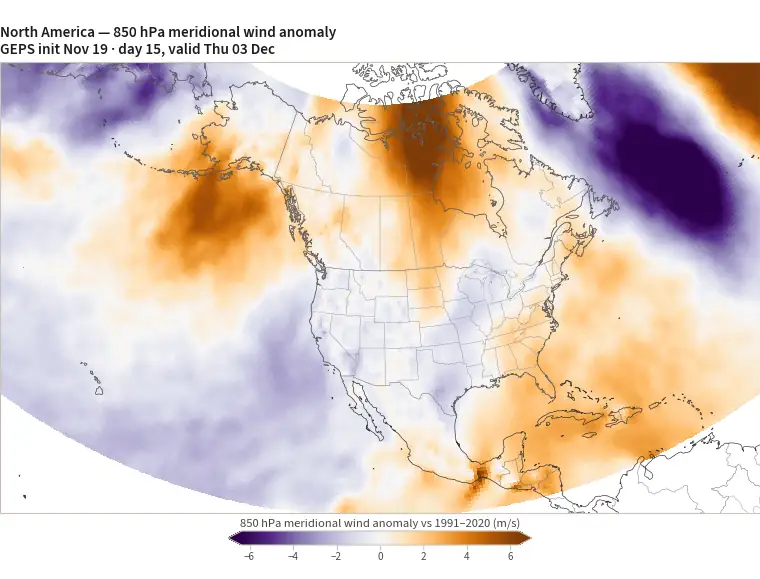 North America — 850 hPa meridional wind anomaly
GEPS init Nov 19 · day 15, valid Thu 03 Dec
850 hPa meridional wind anomaly vs 1991–2020 (m/s)
−6 −4 −2 0 2 4 6